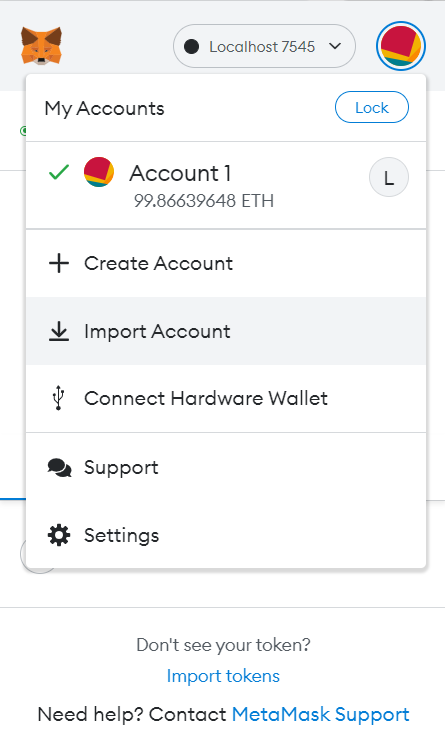 Localhost 7545
My Accounts
Lock
Account 1
L
99.86639648 ETH
Create Account
Import Account
Connect Hardware Wallet
Support
Settings
Don't see your token?
Import tokens
Need help? Contact MetaMask Support